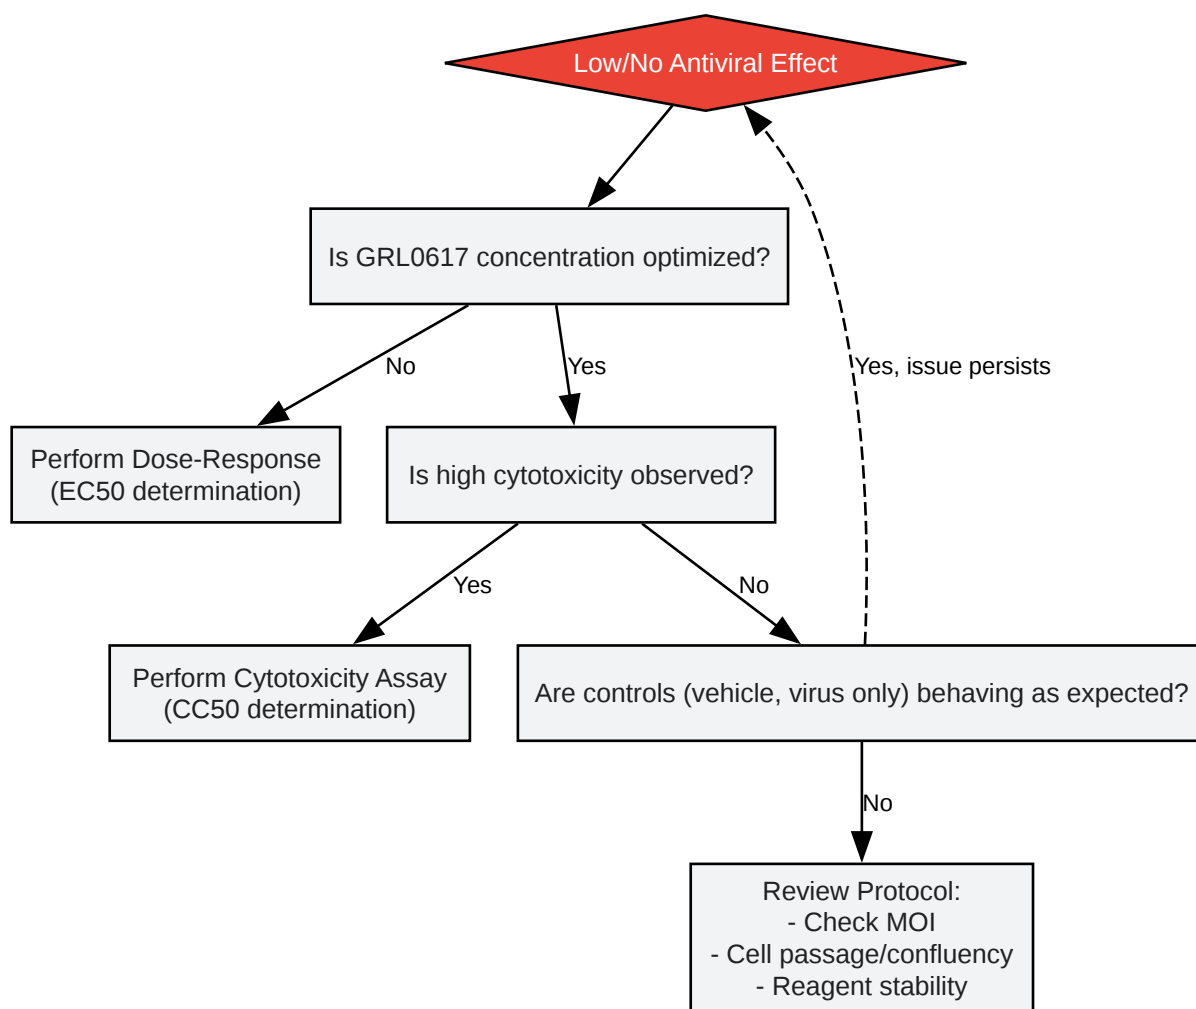 Low/No Antiviral Effect
Is GRL0617 concentration optimized?
No
Yes
Yes, issue persists
Perform Dose-Response
(EC50 determination)
Is high cytotoxicity observed?
Yes
No
Perform Cytotoxicity Assay
(CC50 determination)
Are controls (vehicle, virus only) behaving as expected?
No
Review Protocol:
- Check MOI
- Cell passage/confluency
- Reagent stability